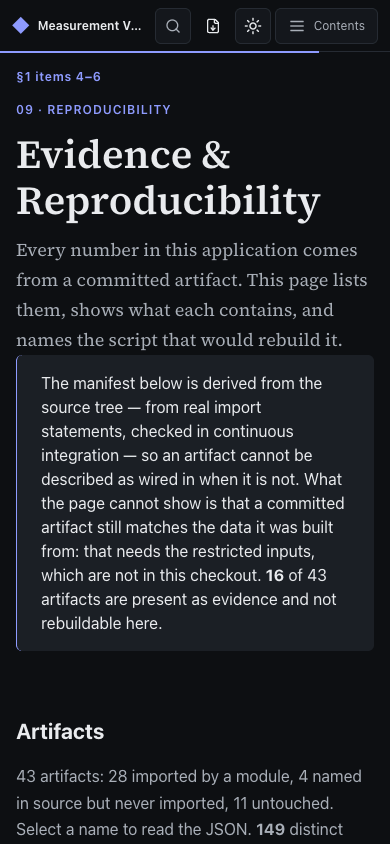 Measurement V...
Contents
§1 items 4–6
09 · REPRODUCIBILITY
Evidence &
Reproducibility
Every number in this application comes
from a committed artifact. This page lists
them, shows what each contains, and
names the script that would rebuild it.
The manifest below is derived from the
source tree — from real import
statements, checked in continuous
integration — so an artifact cannot be
described as wired in when it is not. What
the page cannot show is that a committed
artifact still matches the data it was built
from: that needs the restricted inputs,
which are not in this checkout. 16 of 43
artifacts are present as evidence and not
rebuildable here.
Artifacts
43 artifacts: 28 imported by a module, 4 named
in source but never imported, 11 untouched.
Select a name to read the JSON. 149 distinct